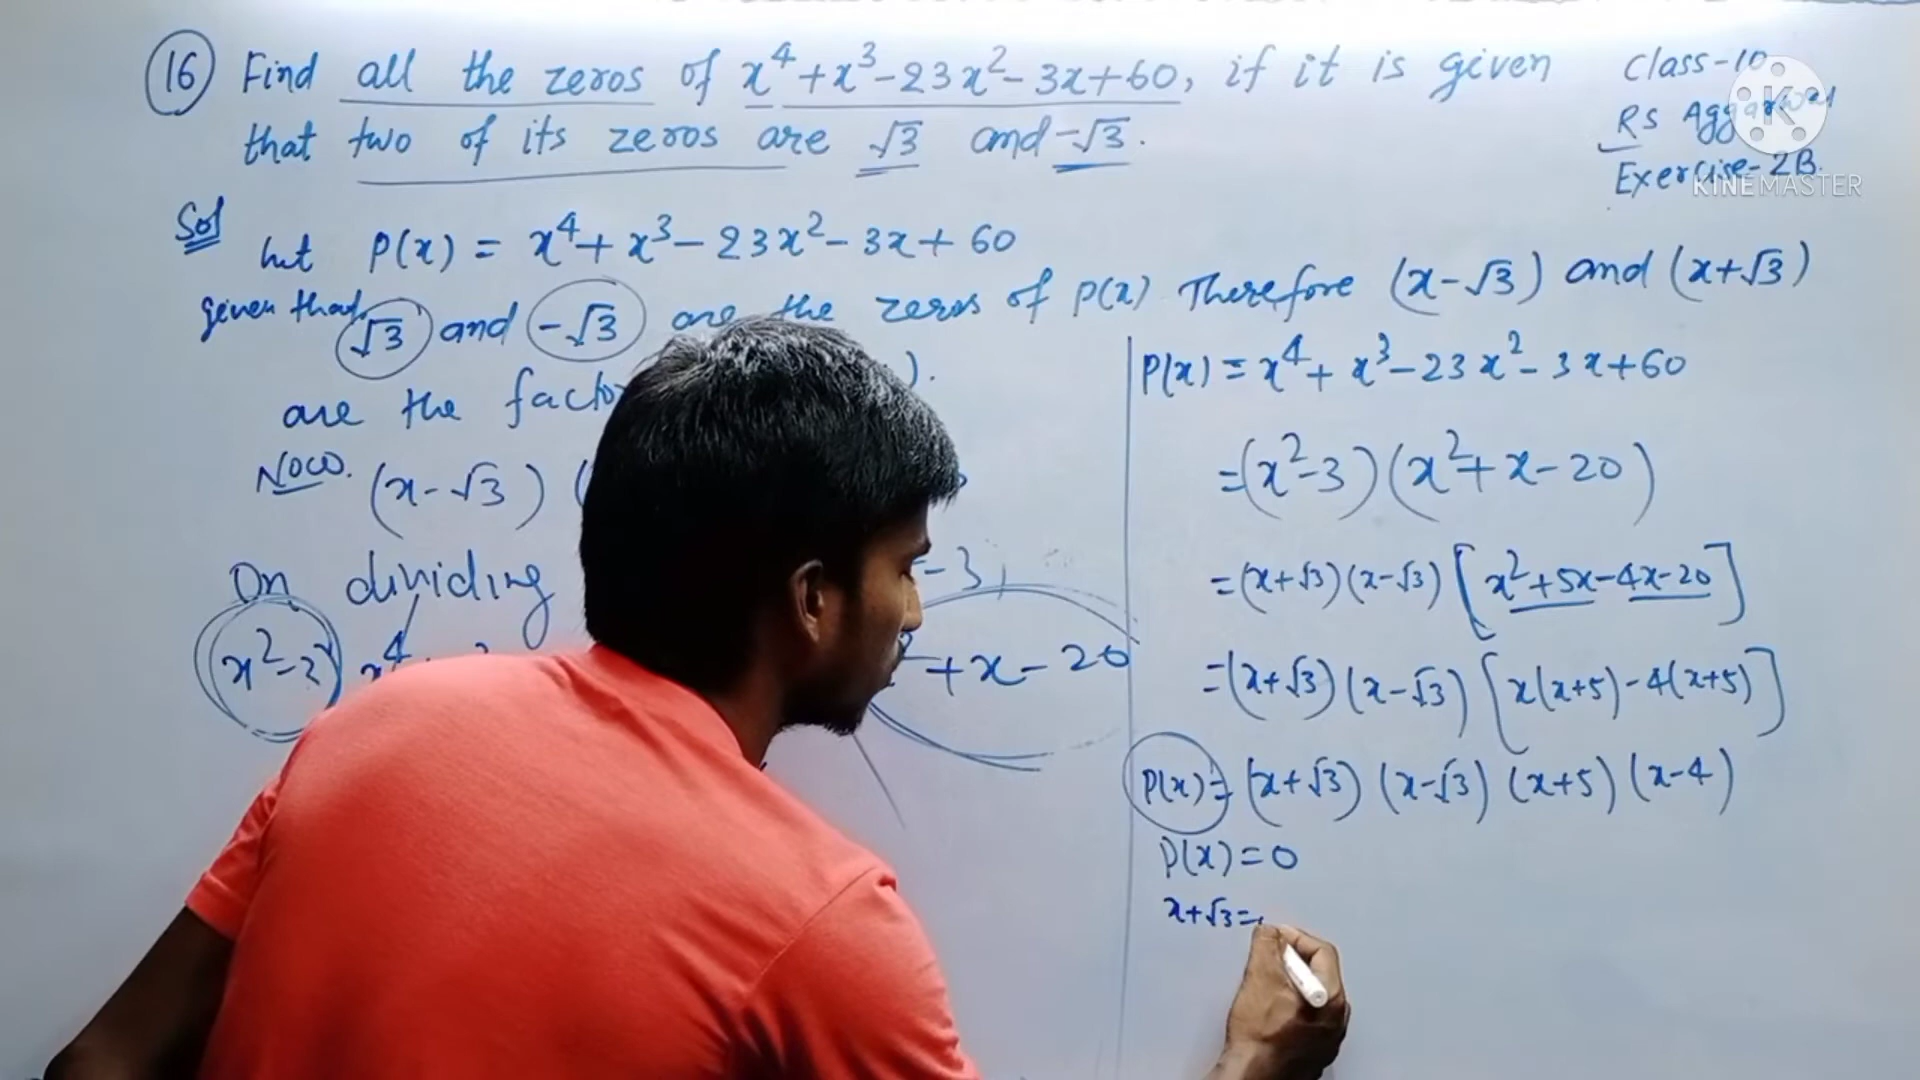 16 Find all the zeros of x⁴+x³-23x²-3x+60, if it is given
that two of its zeros are √3 and -√3.
Class-10
RS
Exercise-2B.
KINEMASTER
Sol
let P(x) = x⁴+x³-23x²-3x+60
given that √3 and -√3 are the zeros of P(x) Therefore (x-√3) and (x+√3)
are the
Now. (x-√3)
On dividing
x²-3
+x-20
P(x) = x⁴+x³-23x²-3x+60
=(x²-3)(x²+x-20)
=(x+√3)(x-√3)[x²+5x-4x-20]
=(x+√3)(x-√3)[x(x+5)-4(x+5)]
P(x)=(x+√3)(x-√3)(x+5)(x-4)
P(x)=0
x+√3=